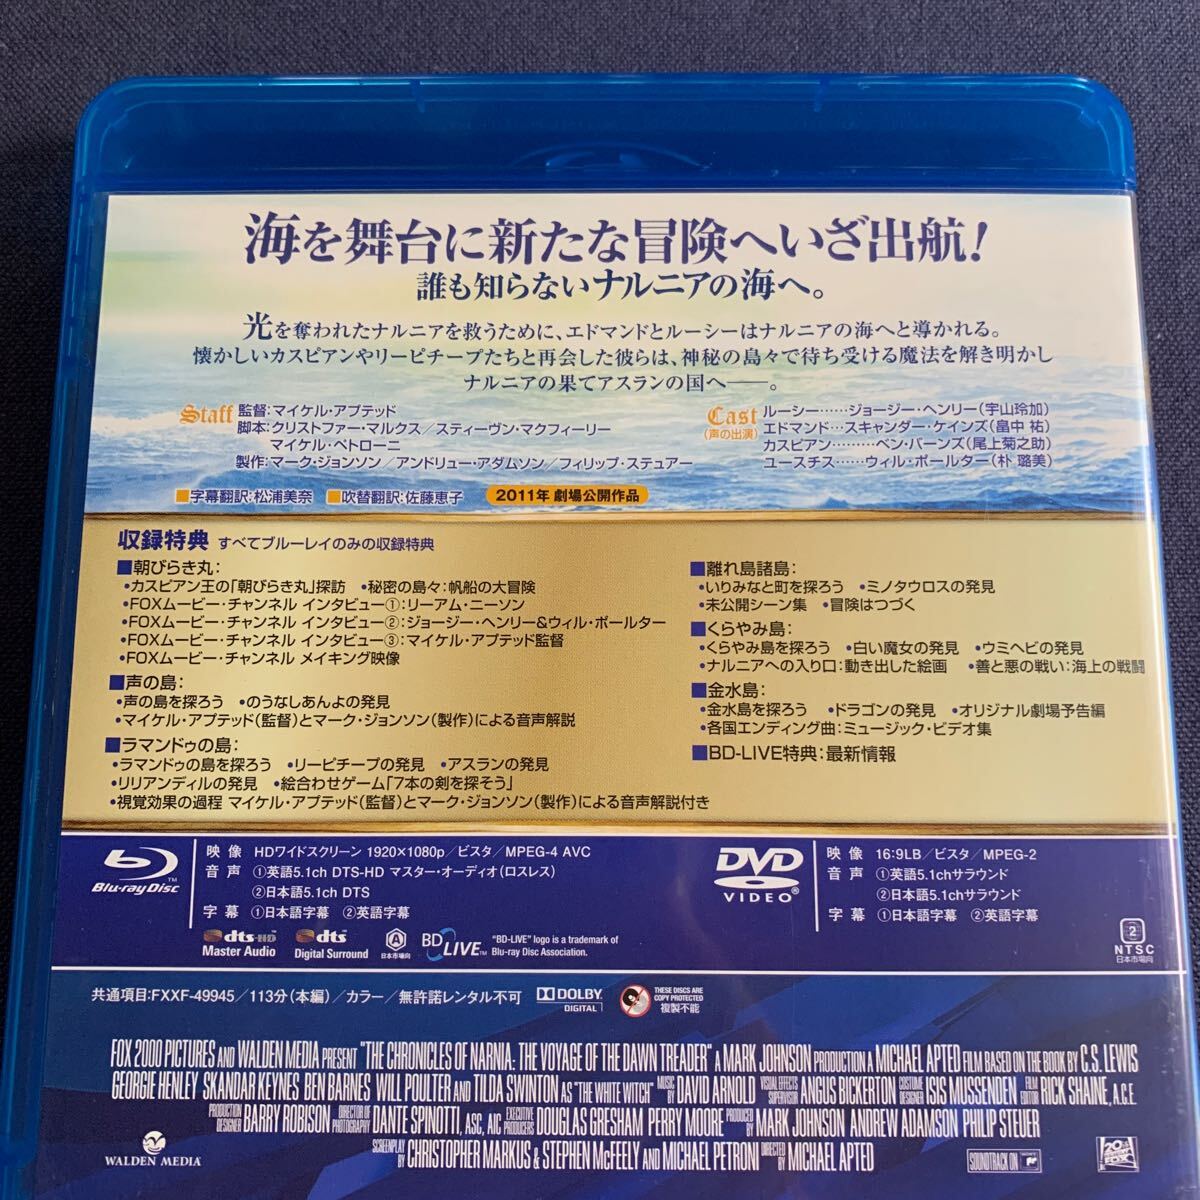 海を舞台に新たな冒険へいざ出航!
誰も知らないナルニアの海へ。
光を奪われたナルニアを救うために、エドマンドとルーシーはナルニアの海へと導かれる。
懐かしいカスピアンやリーピチープたちと再会した彼らは、神秘の島々で待ち受ける魔法を解き明かし
ナルニアの果てアスランの国へ──。
Staff 監督:マイケル・アプテッド
脚本:クリストファー・マルクス/スティーヴン・マクフィーリー
マイケル・ペトローニ
製作:マーク・ジョンソン/アンドリュー・アダムソン/フィリップ・ステュアー
Cast (声の出演)
ルーシー……ジョージー・ヘンリー(宇山玲加)
エドマンド…スキャンダー・ケインズ(畠中 祐)
カスピアン………ベン・バーンズ(尾上菊之助)
ユースチス……ウィル・ポールター(朴 璐美)
■字幕翻訳:松浦美奈 ■吹替翻訳:佐藤恵子 2011年 劇場公開作品
収録特典 すべてブルーレイのみの収録特典
■朝びらき丸:
•カスピアン王の「朝びらき丸」探訪 •秘密の島々:帆船の大冒険
•FOXムービー・チャンネル インタビュー①:リーアム・ニーソン
•FOXムービー・チャンネル インタビュー②:ジョージー・ヘンリー&ウィル・ポールター
•FOXムービー・チャンネル インタビュー③:マイケル・アプテッド監督
•FOXムービー・チャンネル メイキング映像
■声の島:
•声の島を探ろう •のうなしあんよの発見
•マイケル・アプテッド(監督)とマーク・ジョンソン(製作)による音声解説
■ラマンドゥの島:
•ラマンドゥの島を探ろう •リーピチープの発見 •アスランの発見
•リリアンディルの発見 •絵合わせゲーム「7本の剣を探そう」
•視覚効果の過程 マイケル・アプテッド(監督)とマーク・ジョンソン(製作)による音声解説付き
■離れ島諸島:
•いりみなと町を探ろう •ミノタウロスの発見
•未公開シーン集 •冒険はつづく
■くらやみ島:
•くらやみ島を探ろう •白い魔女の発見 •ウミヘビの発見
•ナルニアへの入り口:動き出した絵画 •善と悪の戦い:海上の戦闘
■金水島:
•金水島を探ろう •ドラゴンの発見 •オリジナル劇場予告編
•各国エンディング曲:ミュージック・ビデオ集
■BD-LIVE特典:最新情報
Blu-ray Disc™
映像 HDワイドスクリーン 1920×1080p/ビスタ/MPEG-4 AVC
音声 ①英語5.1ch DTS-HD マスター・オーディオ(ロスレス)
②日本語5.1ch DTS
字幕 ①日本語字幕 ②英語字幕
dts-HD Master Audio
dts Digital Surround
A 日本市場向
BD LIVE™
"BD-LIVE" logo is a trademark of
Blu-ray Disc Association.
DVD VIDEO®
映像 16:9LB/ビスタ/MPEG-2
音声 ①英語5.1chサラウンド
②日本語5.1chサラウンド
字幕 ①日本語字幕 ②英語字幕
2
NTSC
日本市場向
共通項目:FXXF-49945/113分(本編)/カラー/無許諾レンタル不可
DOLBY DIGITAL
THESE DISCS ARE
COPY PROTECTED
複製不能
FOX 2000 PICTURES AND WALDEN MEDIA PRESENT "THE CHRONICLES OF NARNIA: THE VOYAGE OF THE DAWN TREADER" A MARK JOHNSON PRODUCTION A MICHAEL APTED FILM BASED ON THE BOOK BY C.S. LEWIS
GEORGIE HENLEY SKANDAR KEYNES BEN BARNES WILL POULTER AND TILDA SWINTON AS "THE WHITE WITCH" MUSIC BY DAVID ARNOLD VISUAL EFFECTS SUPERVISOR ANGUS BICKERTON COSTUME DESIGNER ISIS MUSSENDEN FILM EDITOR RICK SHAINE, A.C.E.
PRODUCTION DESIGNER BARRY ROBISON DIRECTOR OF PHOTOGRAPHY DANTE SPINOTTI, ASC, AIC EXECUTIVE PRODUCERS DOUGLAS GRESHAM PERRY MOORE PRODUCED BY MARK JOHNSON ANDREW ADAMSON PHILIP STEUER
SCREENPLAY BY CHRISTOPHER MARKUS & STEPHEN McFEELY AND MICHAEL PETRONI DIRECTED BY MICHAEL APTED
WALDEN MEDIA
SOUNDTRACK ON SONY
20th CENTURY FOX